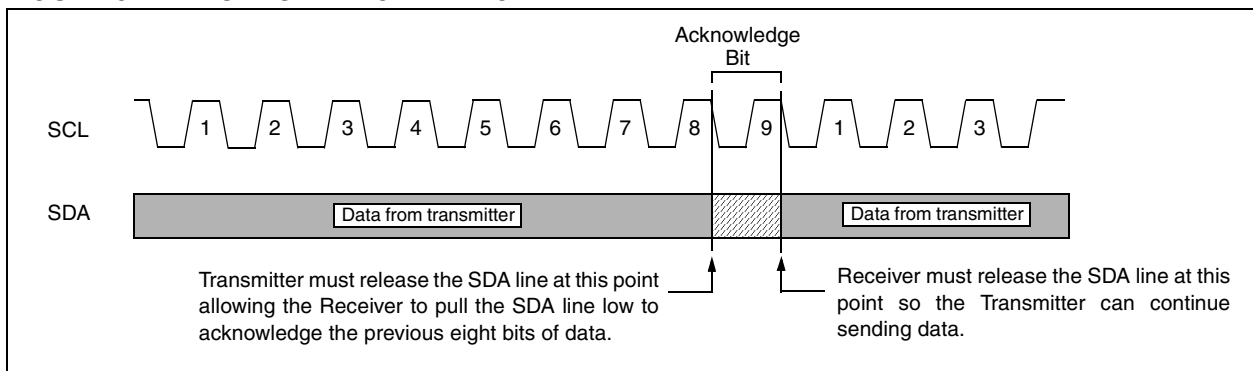 Acknowledge
Bit
SCL
1 2 3 4 5 6 7 8 9 1 2 3
SDA
Data from transmitter
Data from transmitter
Transmitter must release the SDA line at this point
allowing the Receiver to pull the SDA line low to
acknowledge the previous eight bits of data.
Receiver must release the SDA line at this
point so the Transmitter can continue
sending data.